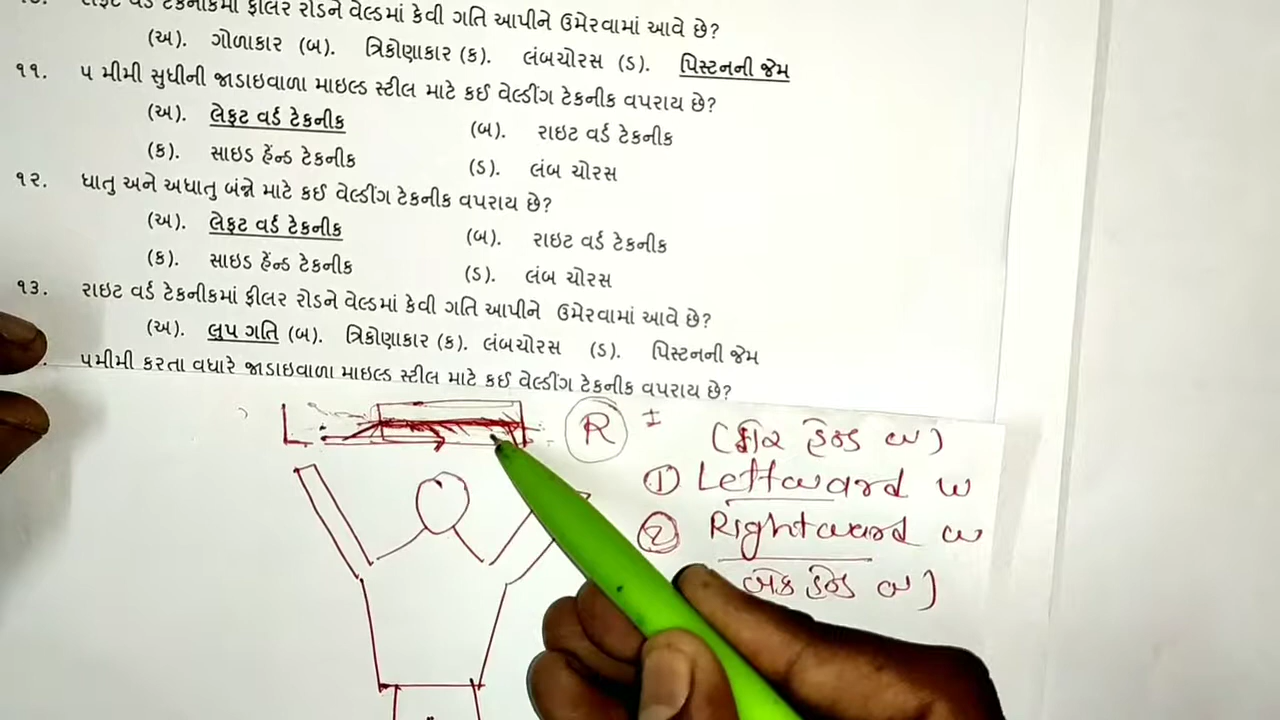 વર્ડ ટેકનીકમાં ફીલર રોડને વેલ્ડમાં કેવી ગતિ આપીને ઉમેરવામાં આવે છે?
(અ). ગોળાકાર (બ). ત્રિકોણાકાર (ક). લંબચોરસ (ડ). પિસ્ટનની જેમ
૧૧. ૫ મીમી સુધીની જાડાઇવાળા માઇલ્ડ સ્ટીલ માટે કઈ વેલ્ડીંગ ટેકનીક વપરાય છે?
(અ). લેફ્ટ વર્ડ ટેકનીક (બ). રાઇટ વર્ડ ટેકનીક
(ક). સાઇડ હેંન્ડ ટેકનીક (ડ). લંબ ચોરસ
૧૨. ધાતુ અને અધાતુ બંન્ને માટે કઈ વેલ્ડીંગ ટેકનીક વપરાય છે?
(અ). લેફ્ટ વર્ડ ટેકનીક (બ). રાઇટ વર્ડ ટેકનીક
(ક). સાઇડ હેંન્ડ ટેકનીક (ડ). લંબ ચોરસ
૧૩. રાઇટ વર્ડ ટેકનીકમાં ફીલર રોડને વેલ્ડમાં કેવી ગતિ આપીને ઉમેરવામાં આવે છે?
(અ). લુપ ગતિ (બ). ત્રિકોણાકાર (ક). લંબચોરસ (ડ). પિસ્ટનની જેમ
૫મીમી કરતા વધારે જાડાઇવાળા માઇલ્ડ સ્ટીલ માટે કઈ વેલ્ડીંગ ટેકનીક વપરાય છે?
L R (ફોર હેન્ડ w)
① Leftward w
② Rightward w
બેક હેન્ડ w)